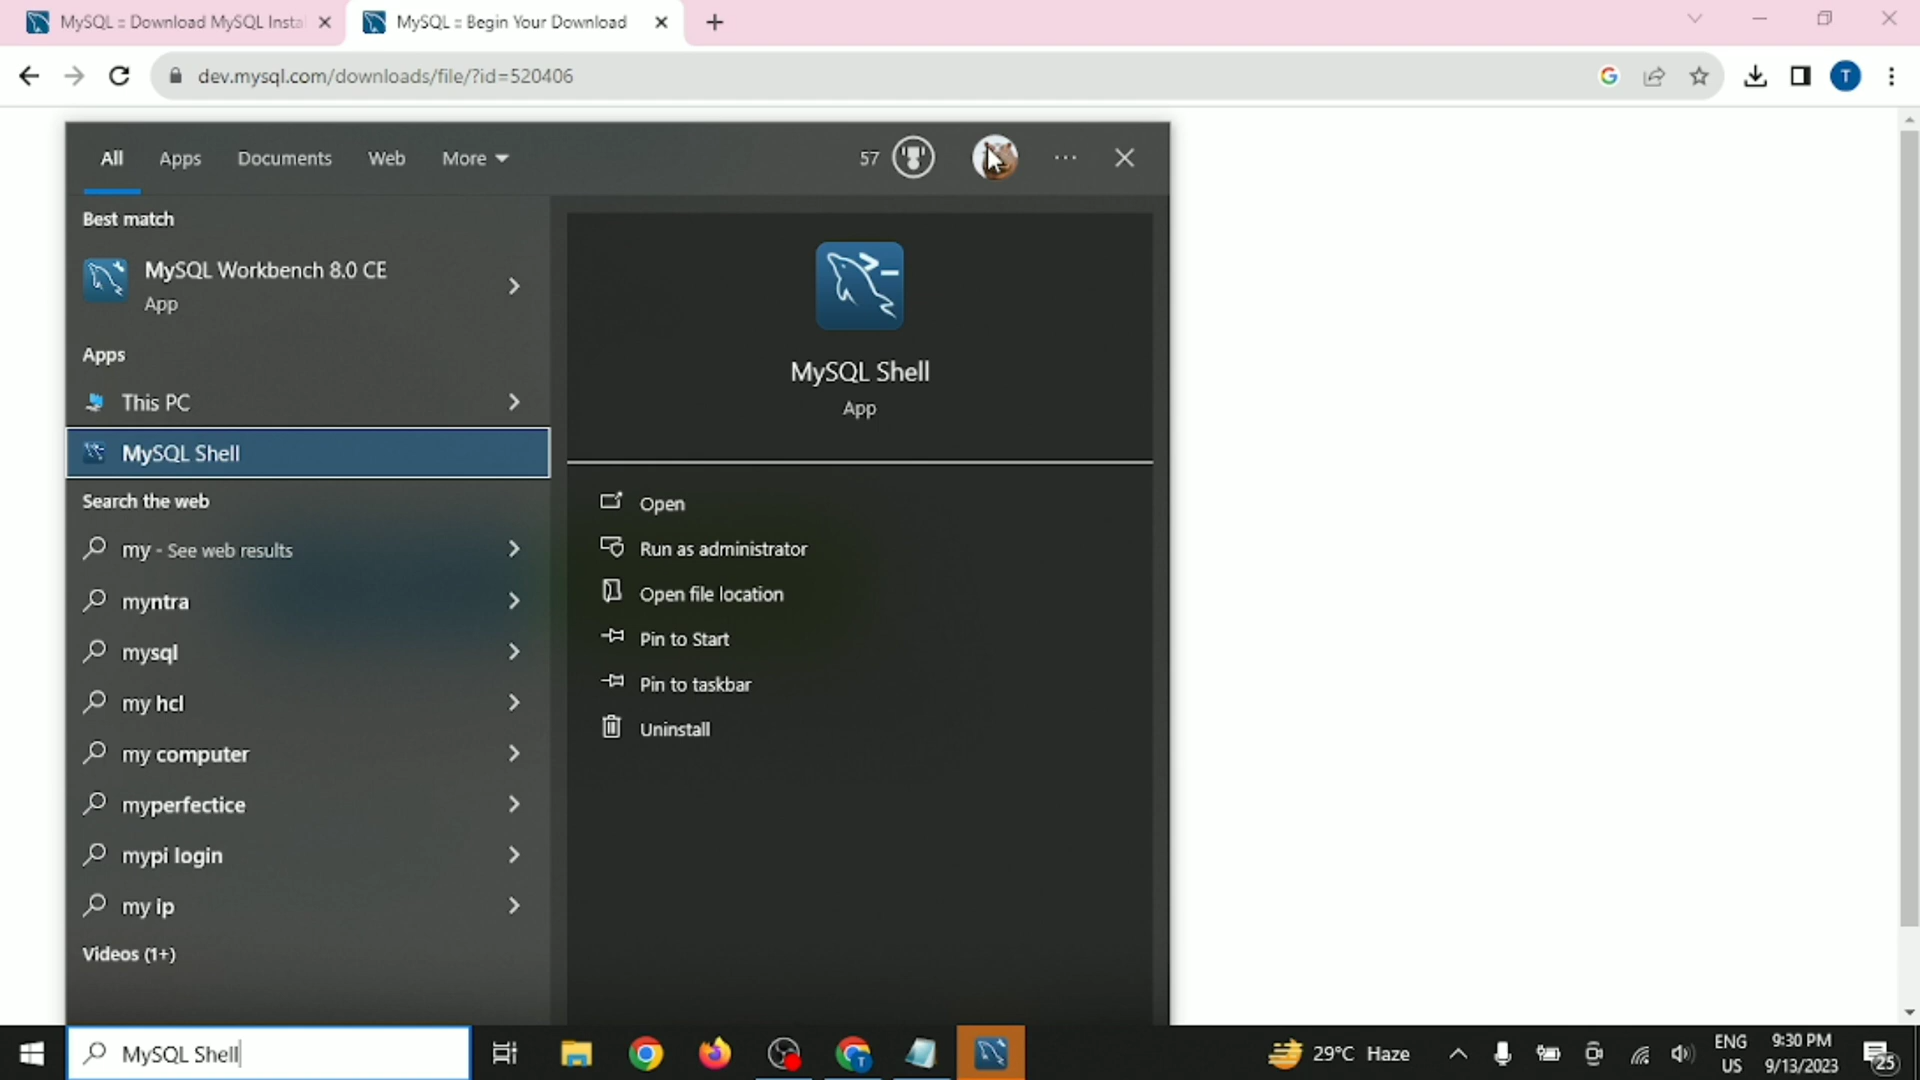 MySQL :: Download MySQL Insta
MySQL :: Begin Your Download
dev.mysql.com/downloads/file/?id=520406
T
All
Apps
Documents
Web
More
57
Best match
MySQL Workbench 8.0 CE
App
Apps
This PC
MySQL Shell
Search the web
my - See web results
myntra
mysql
my hcl
my computer
myperfectice
mypi login
my ip
Videos (1+)
MySQL Shell
App
Open
Run as administrator
Open file location
Pin to Start
Pin to taskbar
Uninstall
MySQL Shell
T
29°C Haze
ENG
US
9:30 PM
9/13/2023
25